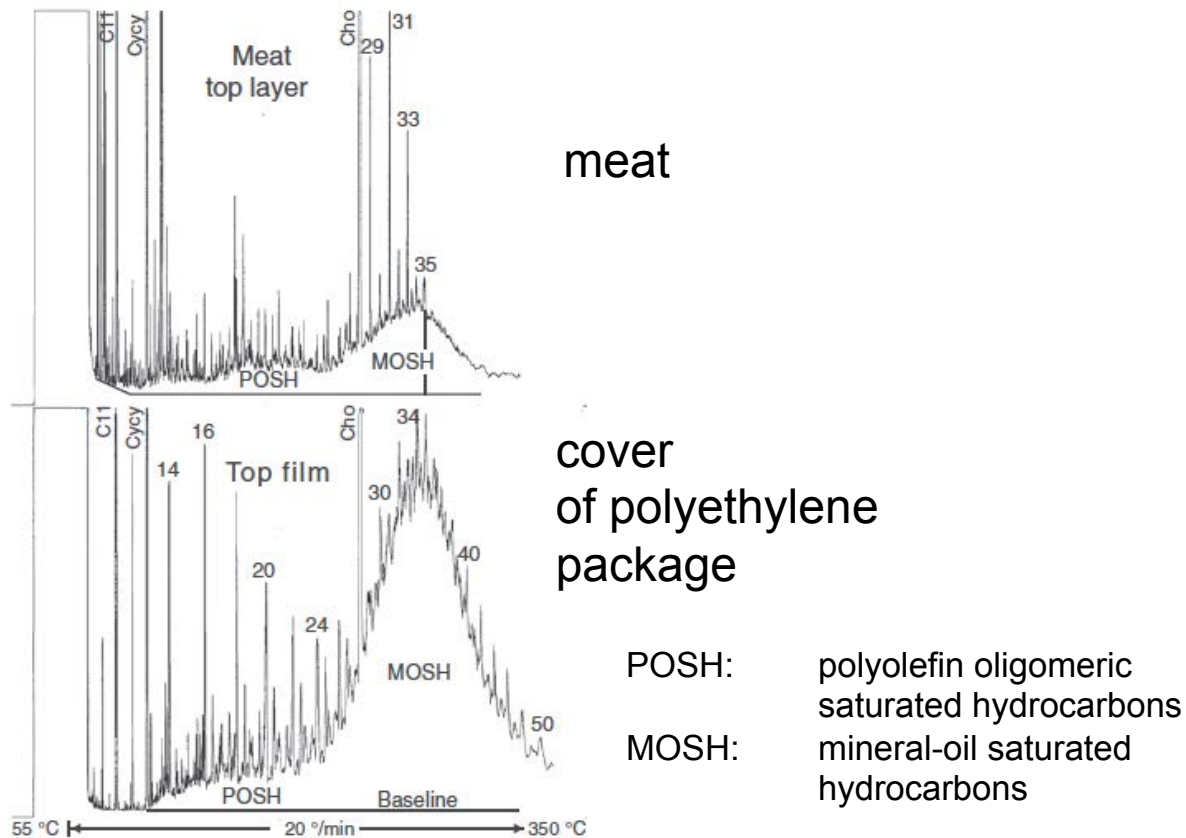 C11
Cycy
Meat
top layer
Cho
29
31
33
35
POSH
MOSH
meat
C11
Cycy
14
16
Top film
20
24
Cho
30
34
40
50
MOSH
POSH
Baseline
55 °C
20 °/min
350 °C
cover
of polyethylene
package
POSH: polyolefin oligomeric
saturated hydrocarbons
MOSH: mineral-oil saturated
hydrocarbons